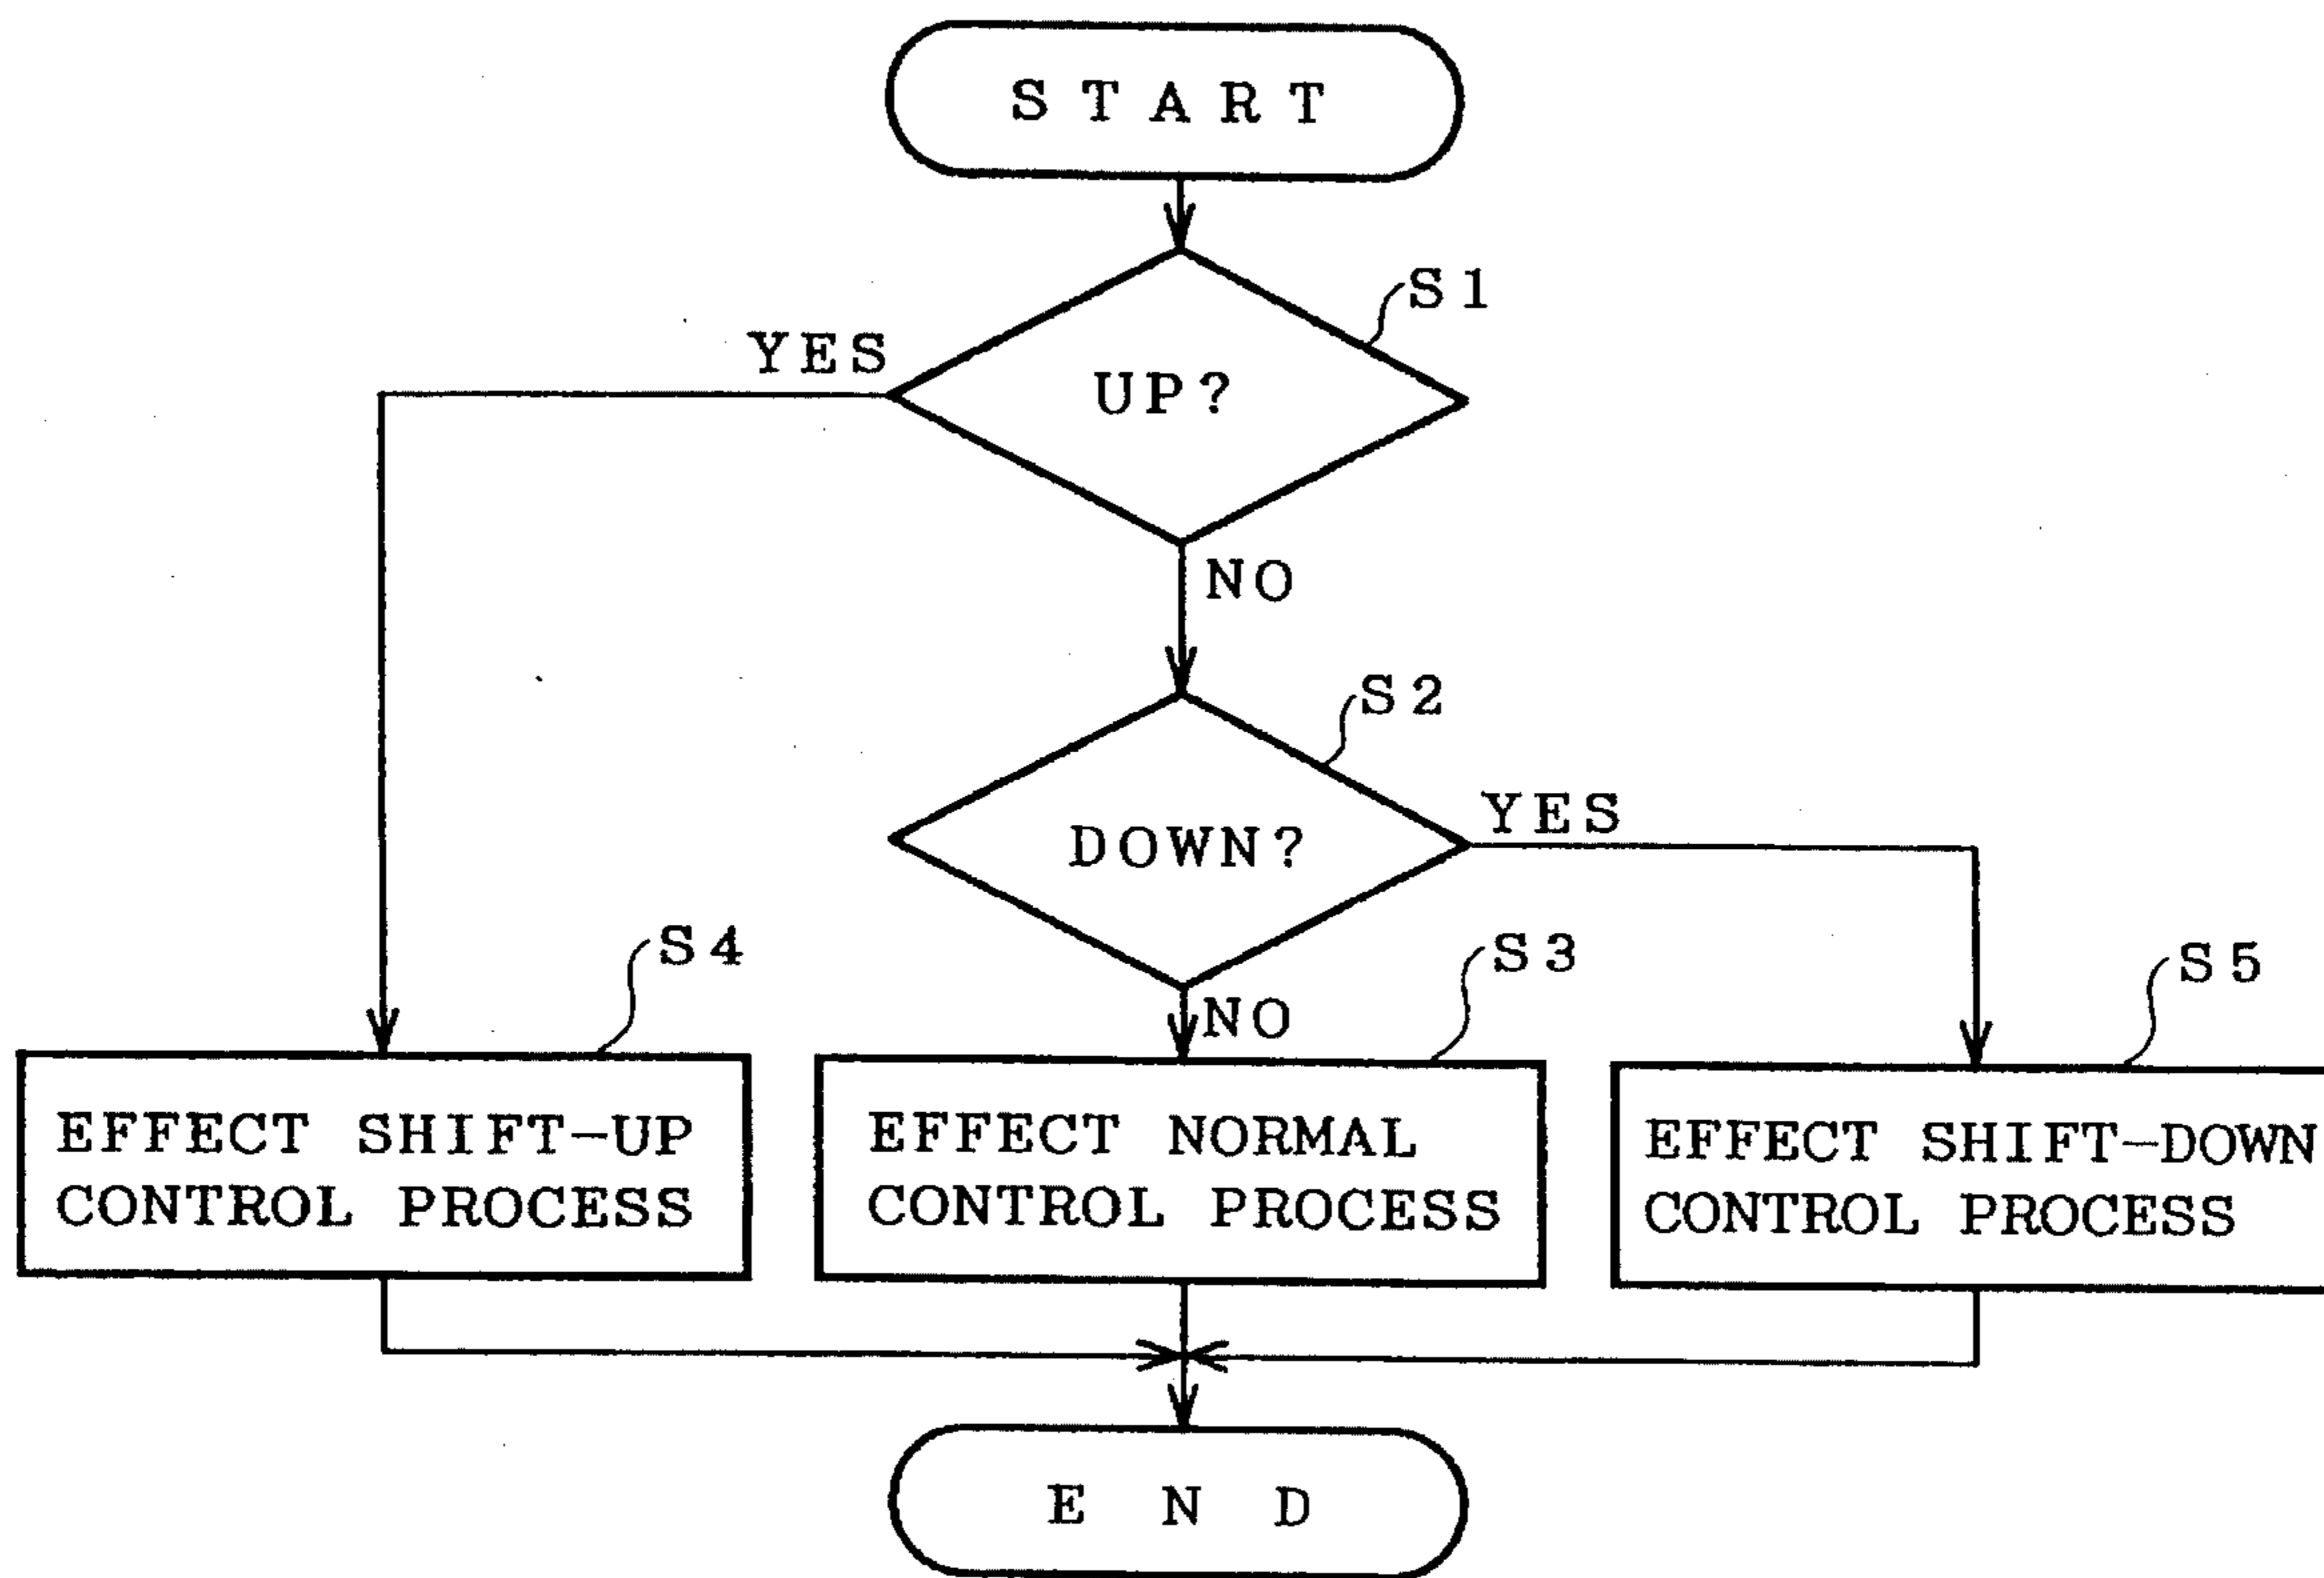 START
S1
YES
UP?
NO
S2
YES
DOWN?
S4
S3
S5
NO
EFFECT SHIFT-UP
CONTROL PROCESS
EFFECT NORMAL
CONTROL PROCESS
EFFECT SHIFT-DOWN
CONTROL PROCESS
END